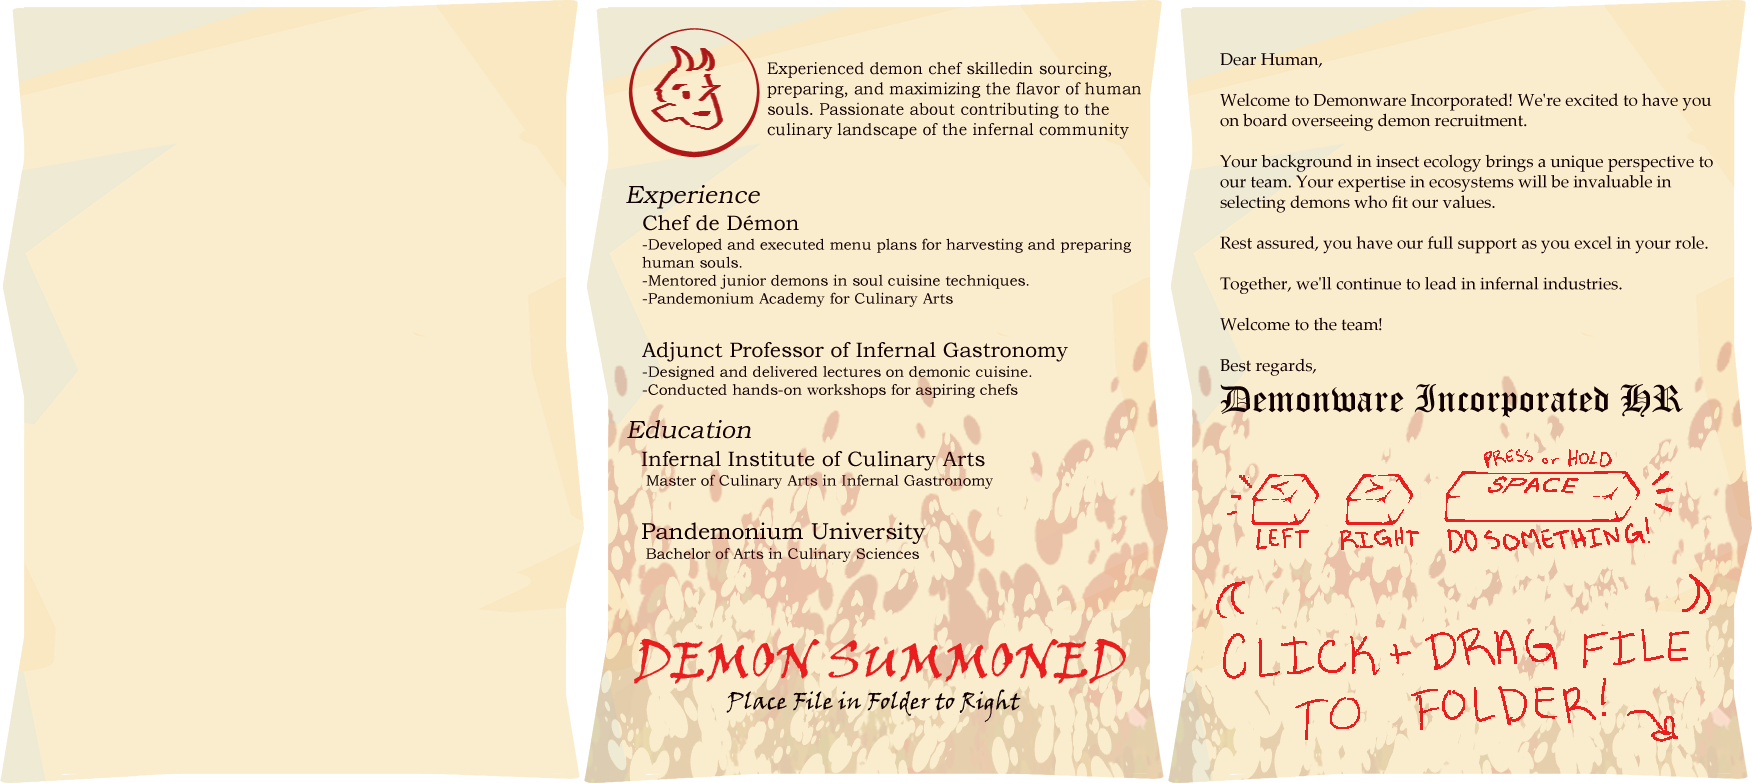 Experienced demon chef skilledin sourcing,
preparing, and maximizing the flavor of human
souls. Passionate about contributing to the
culinary landscape of the infernal community
Experience
Chef de Démon
-Developed and executed menu plans for harvesting and preparing
human souls.
-Mentored junior demons in soul cuisine techniques.
-Pandemonium Academy for Culinary Arts
Adjunct Professor of Infernal Gastronomy
-Designed and delivered lectures on demonic cuisine.
-Conducted hands-on workshops for aspiring chefs
Education
Infernal Institute of Culinary Arts
Master of Culinary Arts in Infernal Gastronomy
Pandemonium University
Bachelor of Arts in Culinary Sciences
DEMON SUMMONED
Place File in Folder to Right
Dear Human,
Welcome to Demonware Incorporated! We're excited to have you
on board overseeing demon recruitment.
Your background in insect ecology brings a unique perspective to
our team. Your expertise in ecosystems will be invaluable in
selecting demons who fit our values.
Rest assured, you have our full support as you excel in your role.
Together, we'll continue to lead in infernal industries.
Welcome to the team!
Best regards,
Demonware Incorporated HR
PRESS or HOLD
< > SPACE
LEFT RIGHT DO SOMETHING!
CLICK + DRAG FILE
TO FOLDER!